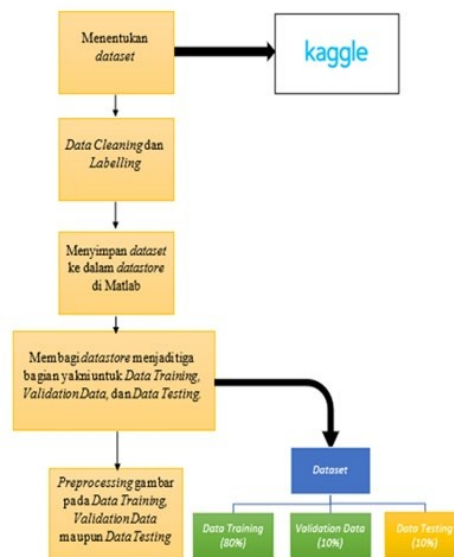 Menentukan
dataset
kaggle
Data Cleaning dan
Labelling
Menyimpan dataset
ke dalam datastore
di Matlab
Membagi datastore menjadi tiga
bagian yakni untuk Data Training,
Validation Data, dan Data Testing.
Preprocessing gambar
pada Data Training,
Validation Data
maupun Data Testing
Dataset
Data Training
(80%)
Validation Data
(10%)
Data Testing
(10%)